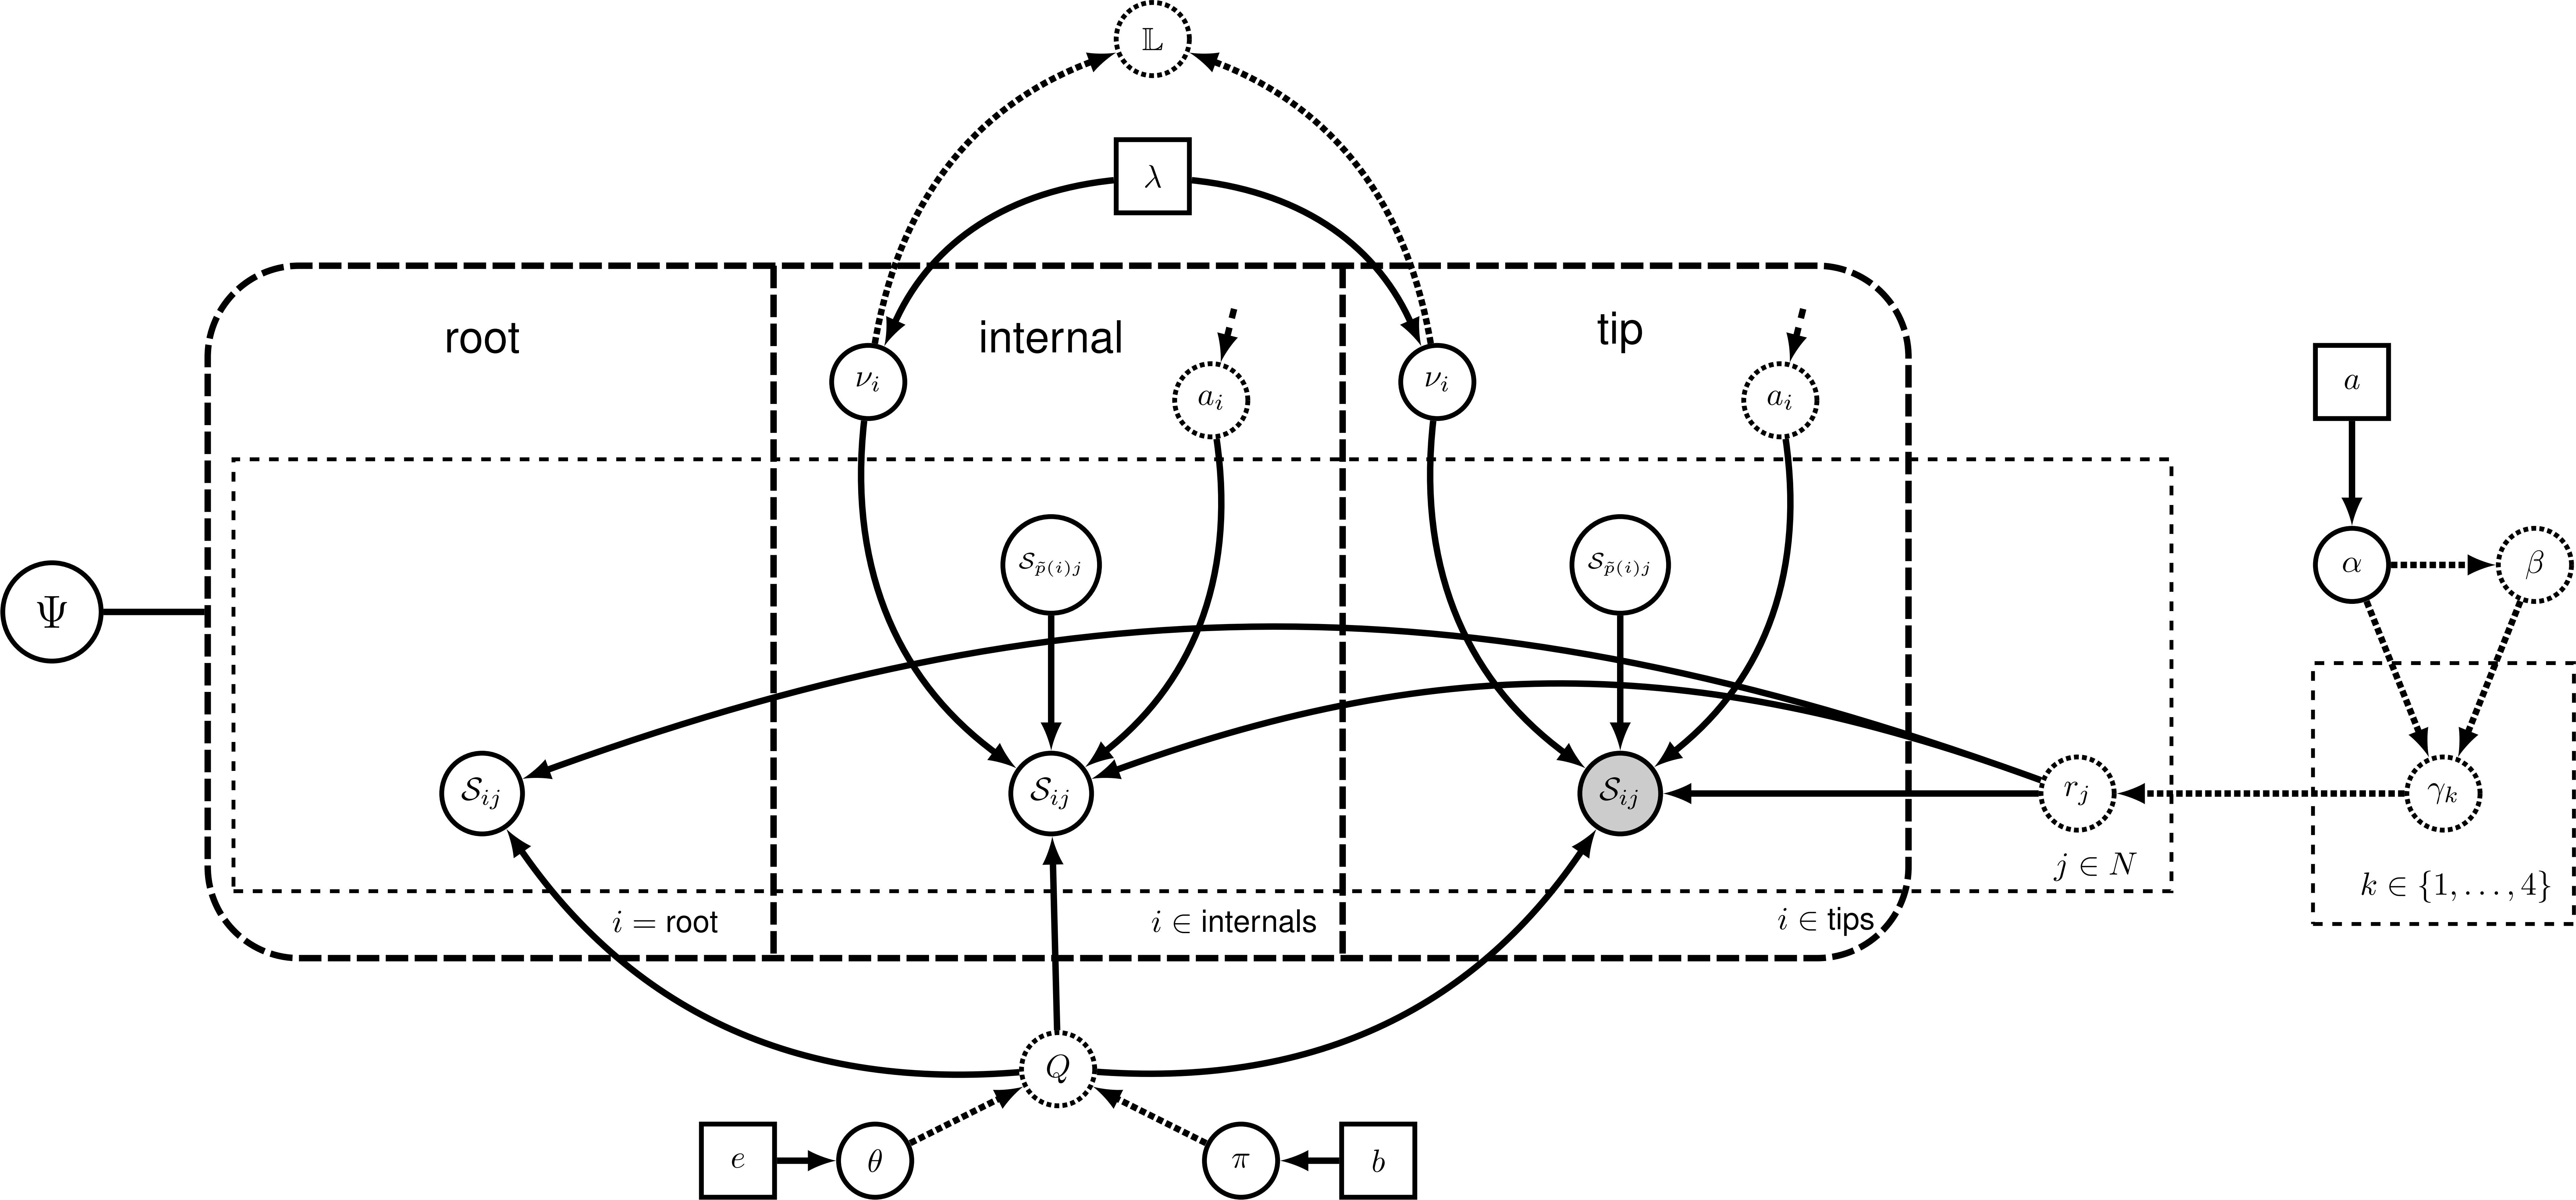 𝕃
λ
root
internal
tip
ν_i
a_i
ν_i
a_i
a
S_{p̃(i)j}
S_{p̃(i)j}
α
β
Ψ
S_{ij}
S_{ij}
S_{ij}
r_j
γ_k
j ∈ N
k ∈ {1, . . . , 4}
i = root
i ∈ internals
i ∈ tips
Q
e
θ
π
b